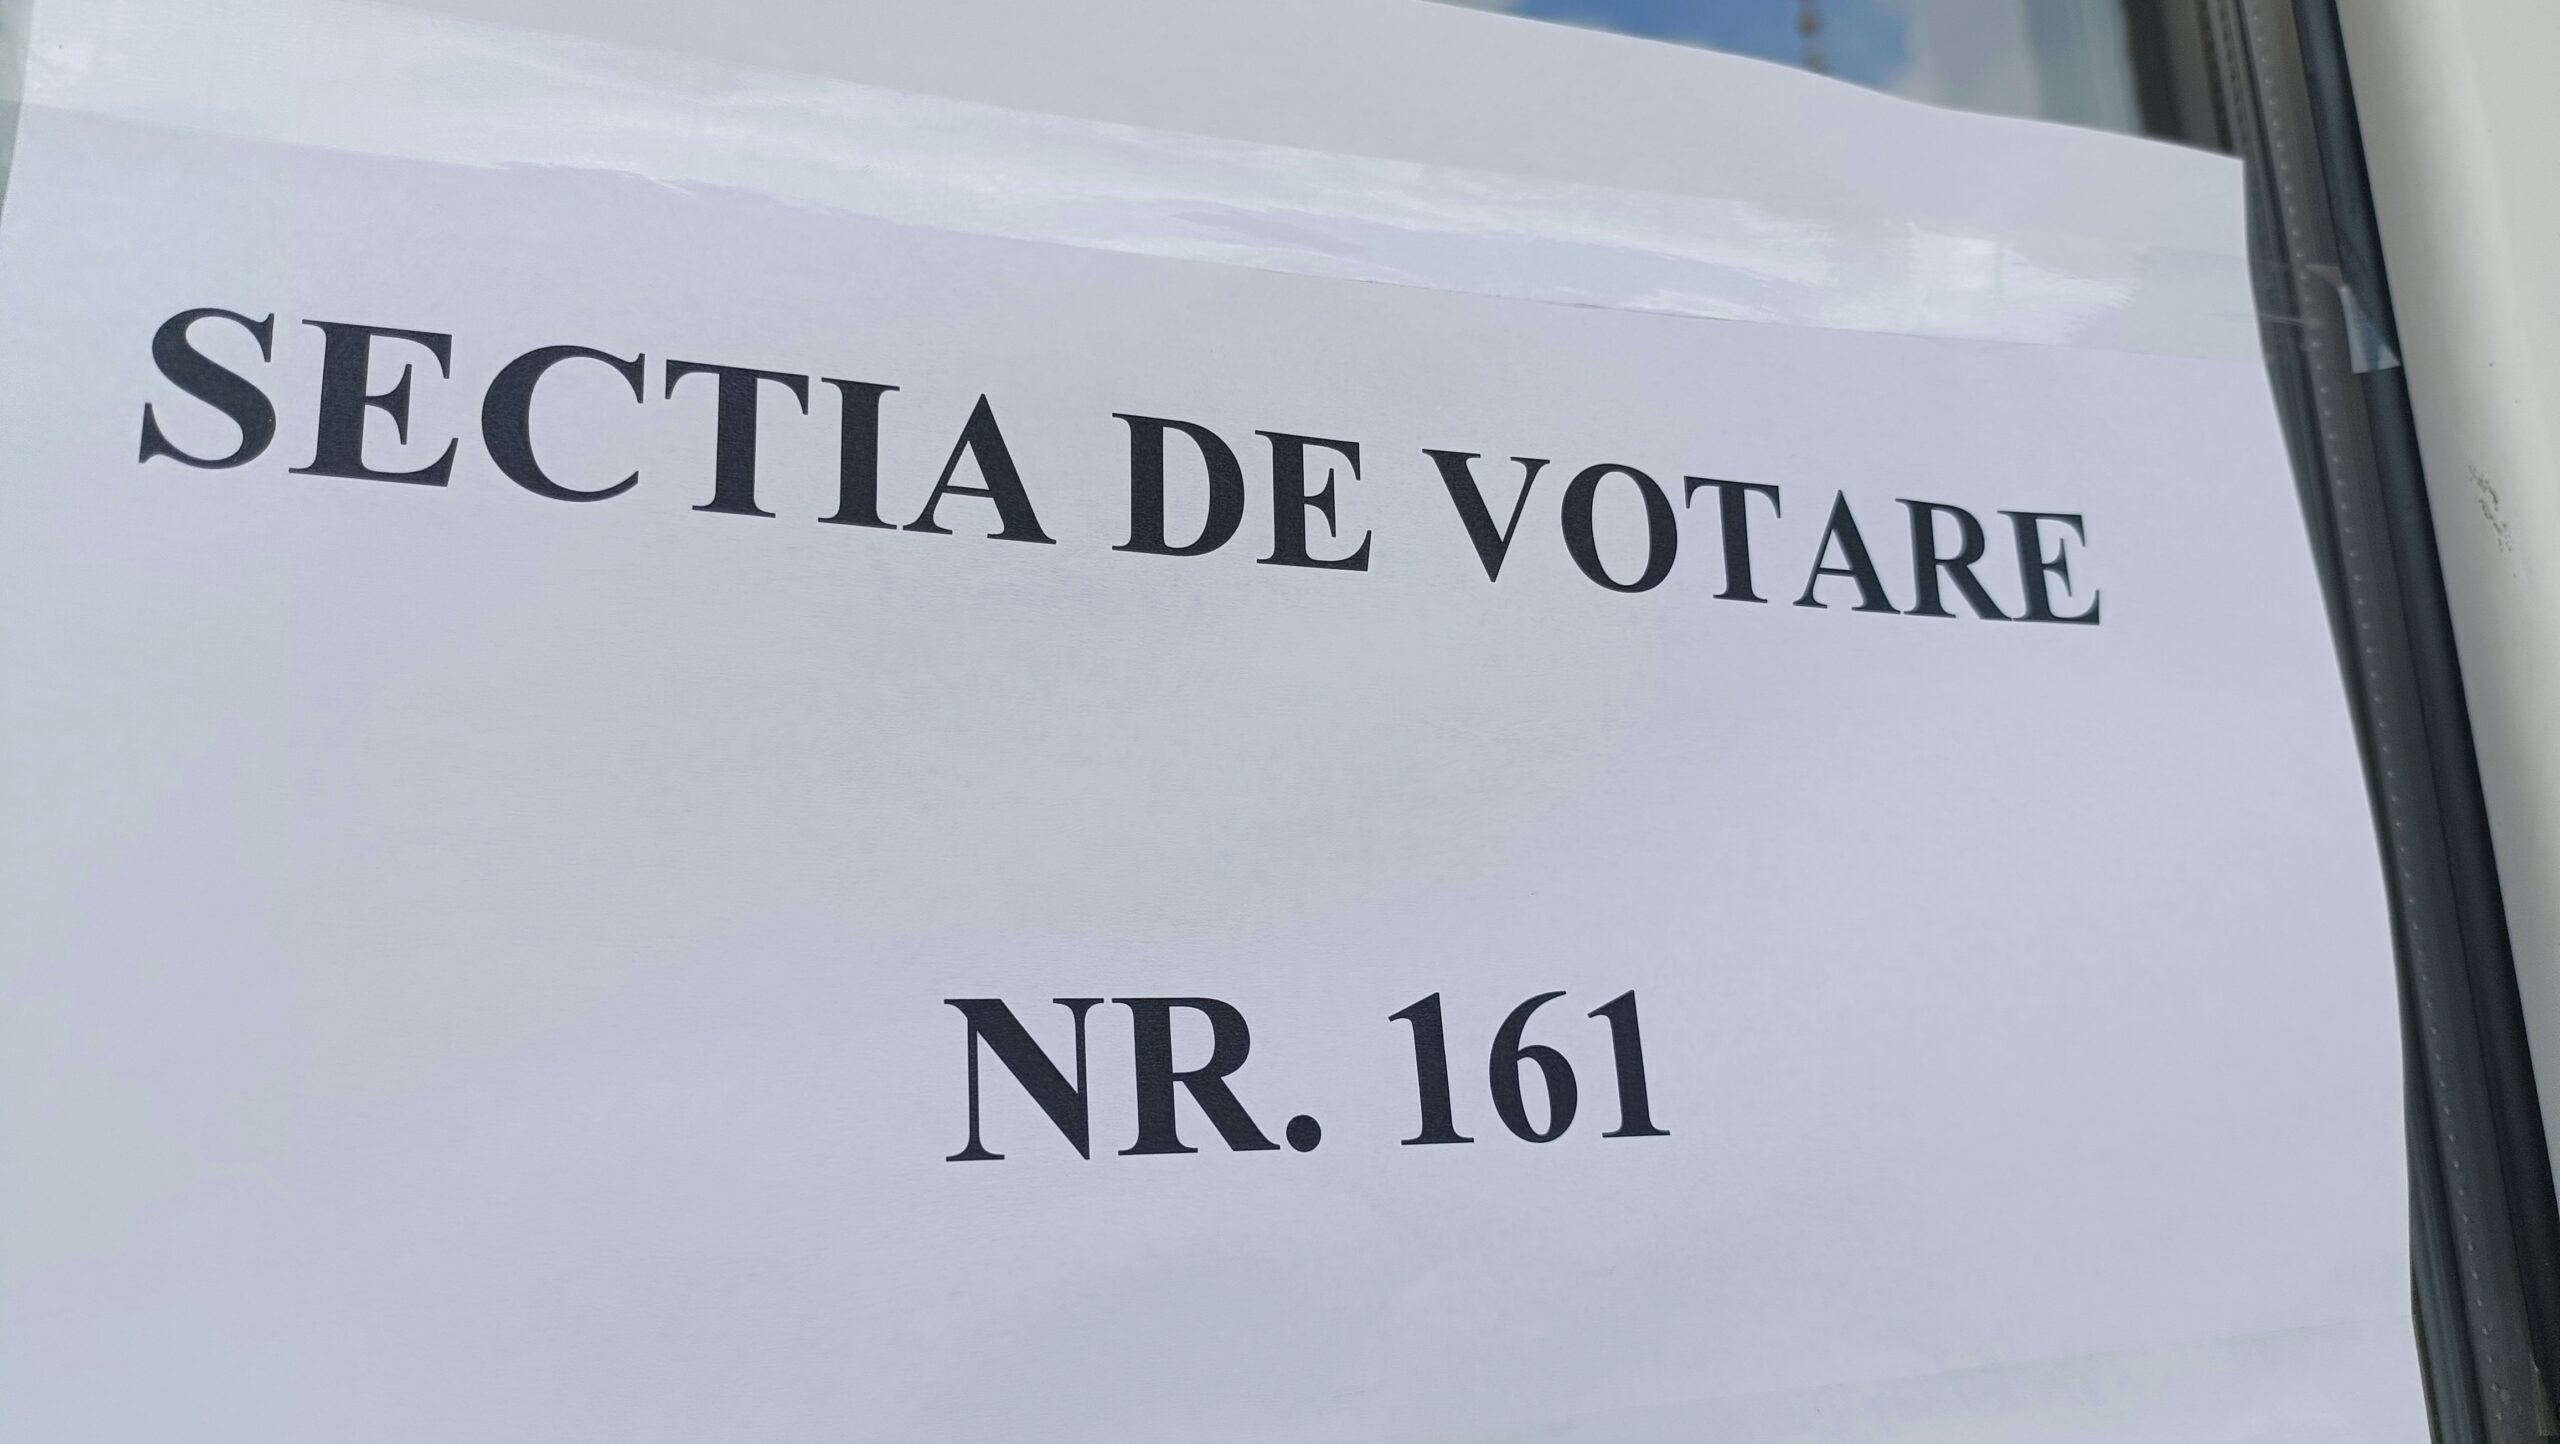 SECTIA DE VOTARE
NR. 161